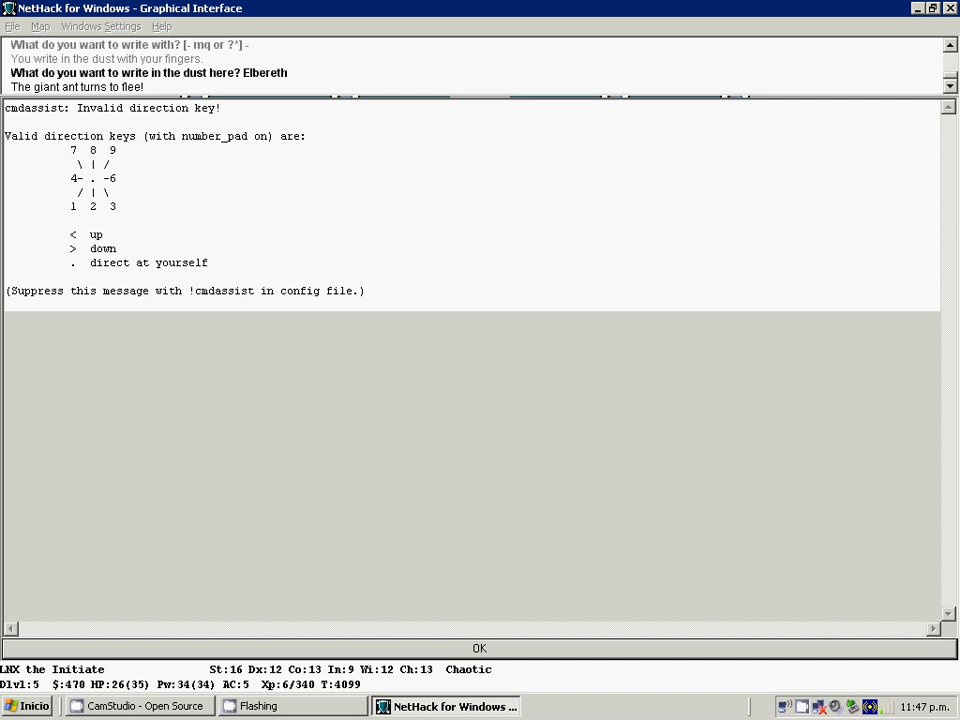 NetHack for Windows - Graphical Interface
File Map Windows Settings Help
What do you want to write with? [- mq or ?*] -
You write in the dust with your fingers.
What do you want to write in the dust here? Elbereth
The giant ant turns to flee!
cmdassist: Invalid direction key!
Valid direction keys (with number_pad on) are:
7 8 9
\ | /
4- . -6
/ | \
1 2 3
< up
> down
. direct at yourself
(Suppress this message with !cmdassist in config file.)
OK
LNX the Initiate St:16 Dx:12 Co:13 In:9 Wi:12 Ch:13 Chaotic
Dlvl:5 $:470 HP:26(35) Pw:34(34) AC:5 Xp:6/340 T:4099
Inicio CamStudio - Open Source Flashing NetHack for Windows ... 11:47 p.m.